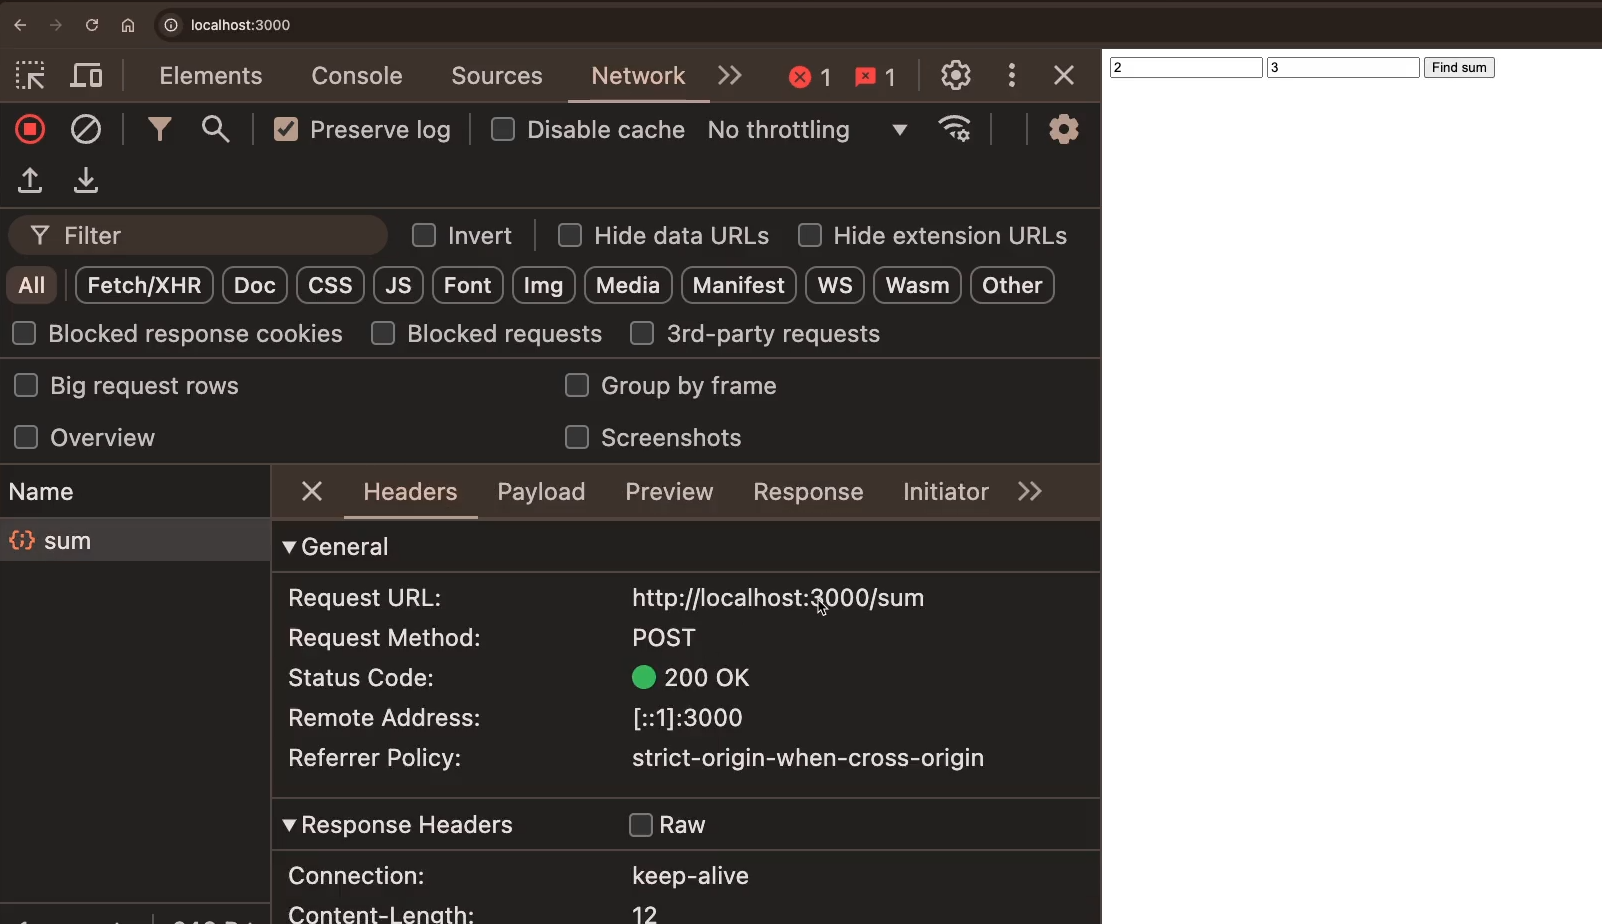 localhost:3000
Elements Console Sources Network 1 1
Preserve log Disable cache No throttling
Filter Invert Hide data URLs Hide extension URLs
All Fetch/XHR Doc CSS JS Font Img Media Manifest WS Wasm Other
Blocked response cookies Blocked requests 3rd-party requests
Big request rows Group by frame
Overview Screenshots
Name Headers Payload Preview Response Initiator
{;} sum
General
Request URL: http://localhost:3000/sum
Request Method: POST
Status Code: 200 OK
Remote Address: [::1]:3000
Referrer Policy: strict-origin-when-cross-origin
Response Headers Raw
Connection: keep-alive
Content-Length: 12
2 3 Find sum